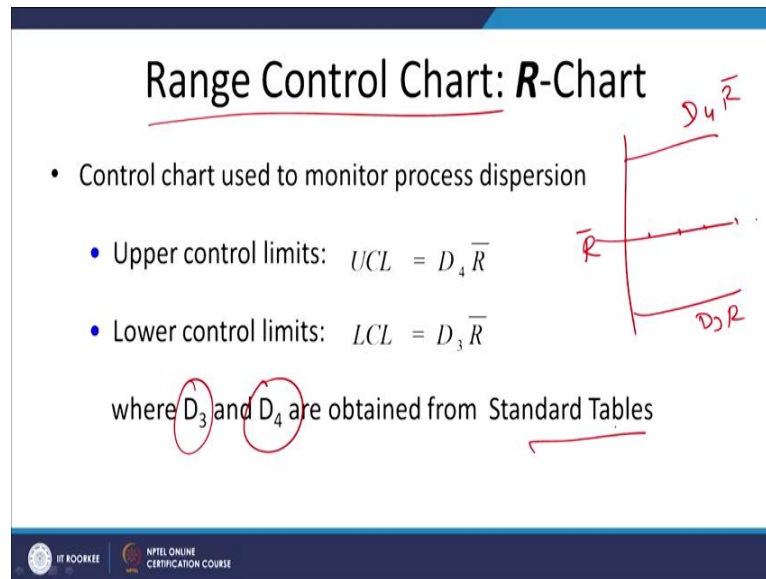 Range Control Chart: R-Chart
D4 R̅
• Control chart used to monitor process dispersion
• Upper control limits: UCL = D₄ R̅
R̅
• Lower control limits: LCL = D₃ R̅
D3 R
where D₃ and D₄ are obtained from Standard Tables
IIT ROORKEE
NPTEL ONLINE
CERTIFICATION COURSE